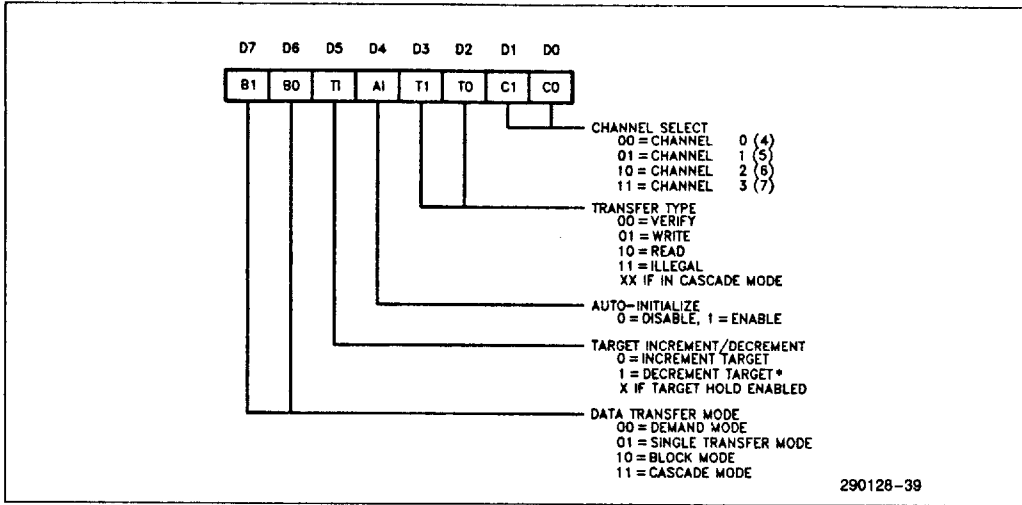 D7 D6 D5 D4 D3 D2 D1 D0
B1 B0 TI AI T1 T0 C1 C0
CHANNEL SELECT
00 = CHANNEL 0 (4)
01 = CHANNEL 1 (5)
10 = CHANNEL 2 (6)
11 = CHANNEL 3 (7)
TRANSFER TYPE
00 = VERIFY
01 = WRITE
10 = READ
11 = ILLEGAL
XX IF IN CASCADE MODE
AUTO-INITIALIZE
0 = DISABLE, 1 = ENABLE
TARGET INCREMENT/DECREMENT
0 = INCREMENT TARGET
1 = DECREMENT TARGET*
X IF TARGET HOLD ENABLED
DATA TRANSFER MODE
00 = DEMAND MODE
01 = SINGLE TRANSFER MODE
10 = BLOCK MODE
11 = CASCADE MODE
290128-39